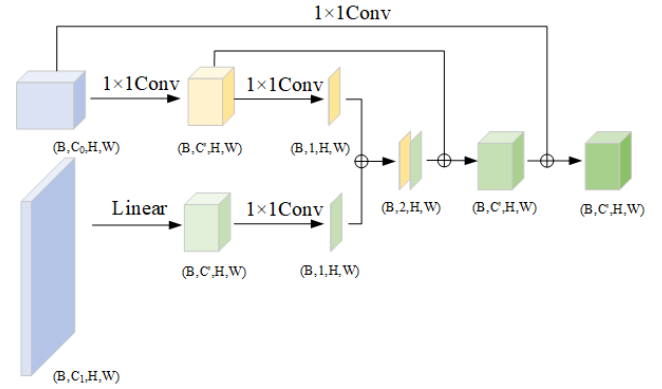 1×1Conv
1×1Conv
1×1Conv
(B,C₀,H,W)
(B,C',H,W)
(B,1,H,W)
Linear
1×1Conv
(B,2,H,W)
(B,C',H,W)
(B,C',H,W)
(B,C',H,W)
(B,1,H,W)
(B,C₁,H,W)